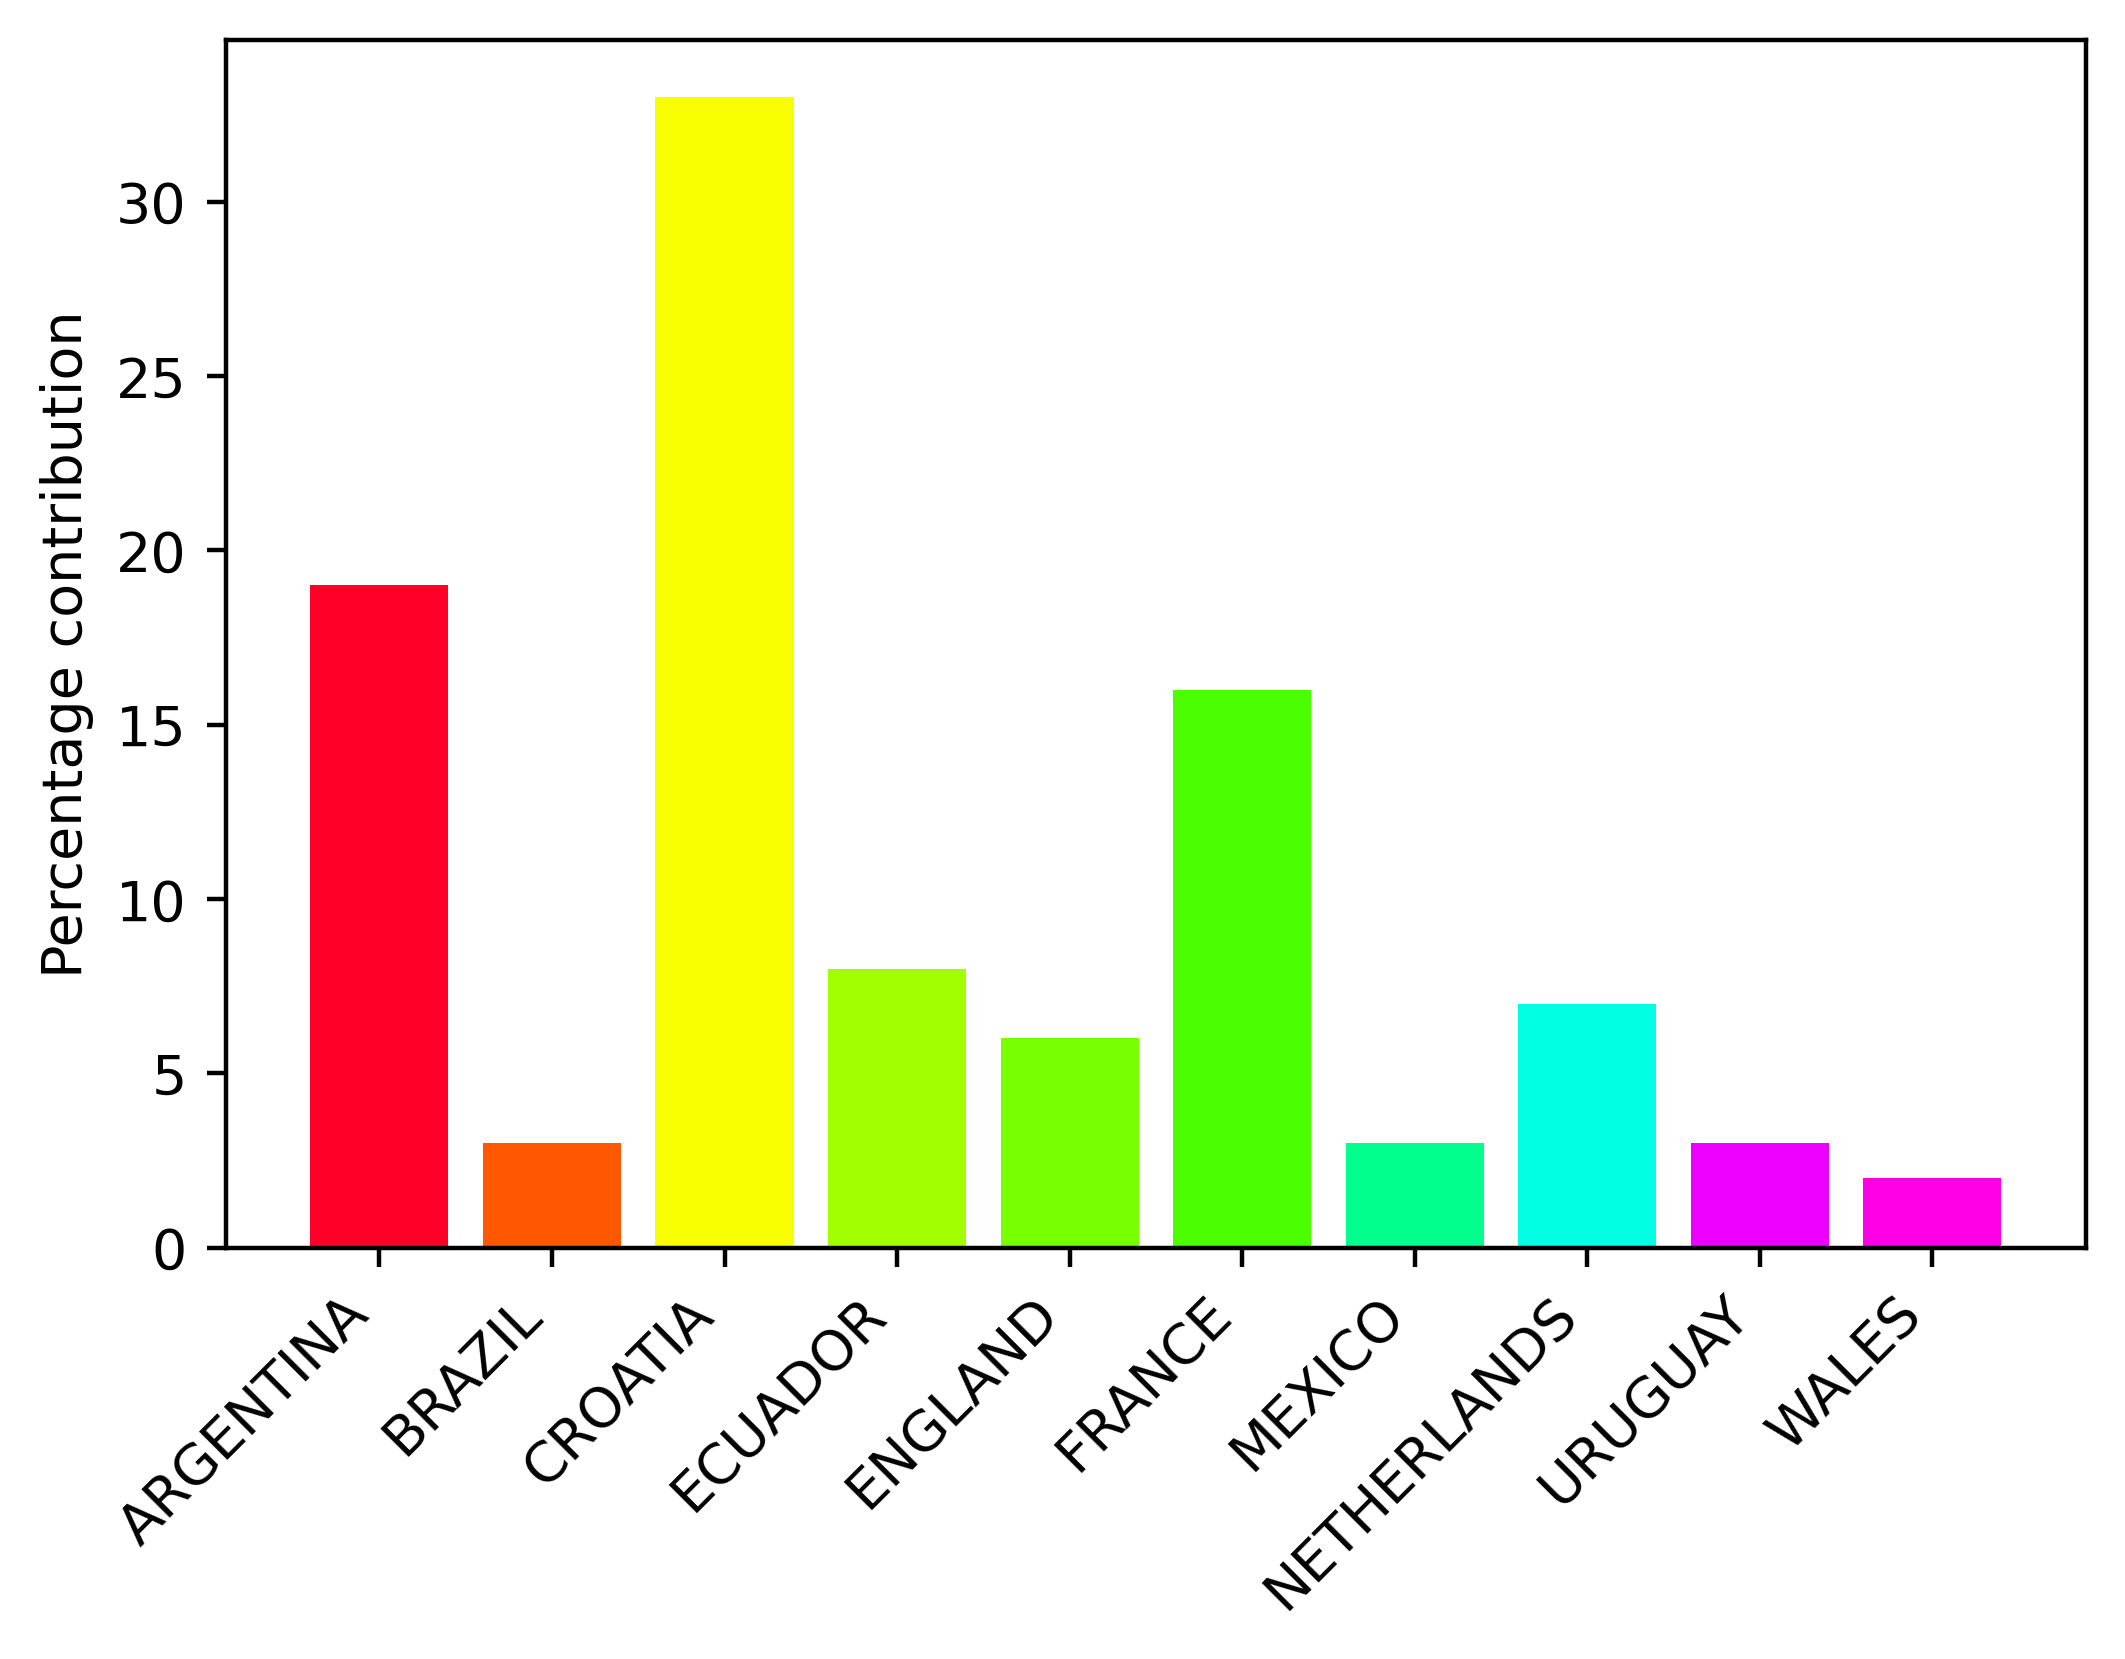 Percentage contribution
30
25
20
15
10
5
0
ARGENTINA
BRAZIL
CROATIA
ECUADOR
ENGLAND
FRANCE
MEXICO
NETHERLANDS
URUGUAY
WALES